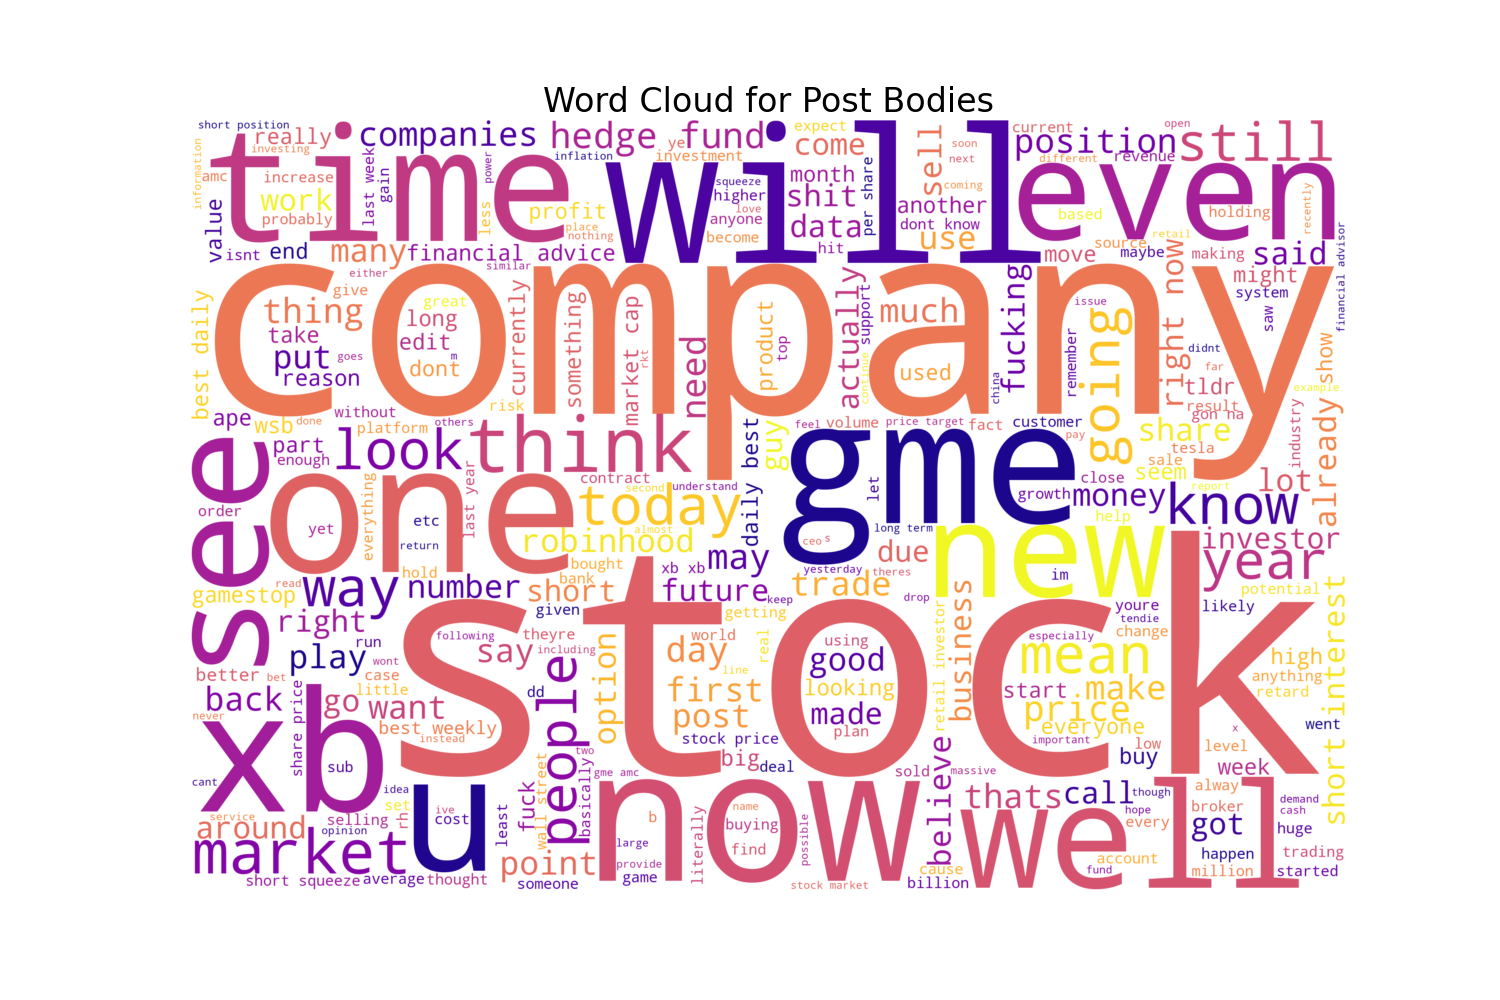 Word Cloud for Post Bodies
short position
really
investing
companies
hedge fund
ye
investment
inflation
expect
come
soon
next
coming
current
position
different
revenue
open
still
information
amc
increase
work
probably
last week
gain
power
less
profit
place
nothing
time
will
squeeze
higher
love
anyone
become
month
shit
data
hit
per share
sell
another
dont know
use
based
source
move
maybe
retail
holding
recently
even
making
said
value
isnt
end
many
financial advice
similar
might
system
saw
financial advisor
best daily
either
give
thing
take
put
goes
reason
great
long
edit
m
dont
currently
something
market cap
rkt
need
company
product
top
actually
support
continue
much
used
fucking
china
remember
issue
going
right now
didnt
far
tldr
result
gon na
example
show
already
industry
ape
wsb
done
without
platform
others
risk
part
enough
look
think
contract
understand
second
almost
daily best
guy
feel
volume
price target
fact
customer
pay
gme
let
long term
ceo
s
yesterday
theres
growth
close
money
share
tesla
sale
seem
report
know
lot
investor
help
see
order
yet
everything
etc
return
hold
last year
one
today
robinhood
bought
bank
xb xb
may
future
keep
due
trade
drop
new
im
year
potential
gamestop
read
way
number
short
given
getting
youre
tendie
change
likely
short interest
right
run
play
wont
case
little
better
bet
following
say
theyre
including
dd
people
option
day
world
line
real
first
post
stock
using
good
looking
made
plan
retail investor
business
especially
mean
start
make
price
everyone
important
high
anything
retard
went
never
back
share price
go
want
best weekly
instead
stock price
two
big
deal
believe
sold
massive
buy
low
level
week
x
xb
sub
cant
idea
set
rh
selling
opinion
service
around
market
short squeeze
average
thought
u
ive
cost
least
fuck
wall street
basically
gme amc
point
someone
now
b
large
provide
game
literally
name
buying
find
possible
stock market
cause
billion
well
thats
call
though
hope
every
account
fund
alway
broker
got
happen
million
demand
cash
huge
trading
started